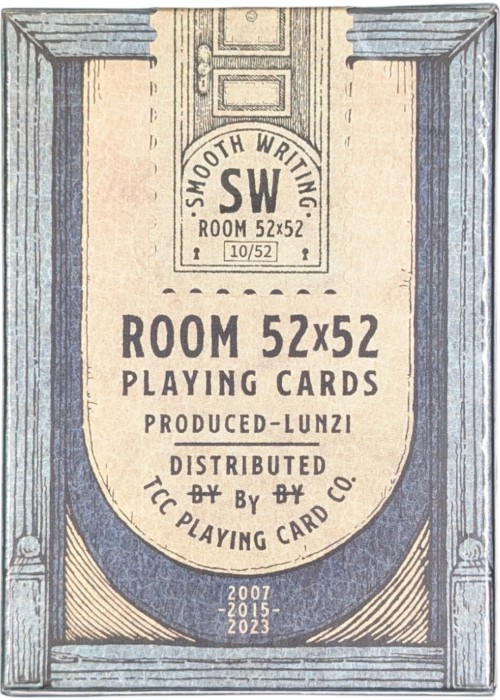 SMOOTH WRITING
SW
ROOM 52x52
10/52
ROOM 52x52
PLAYING CARDS
PRODUCED-LUNZI
DISTRIBUTED
BY By BY
TCC PLAYING CARD CO.
2007
-2015-
2023